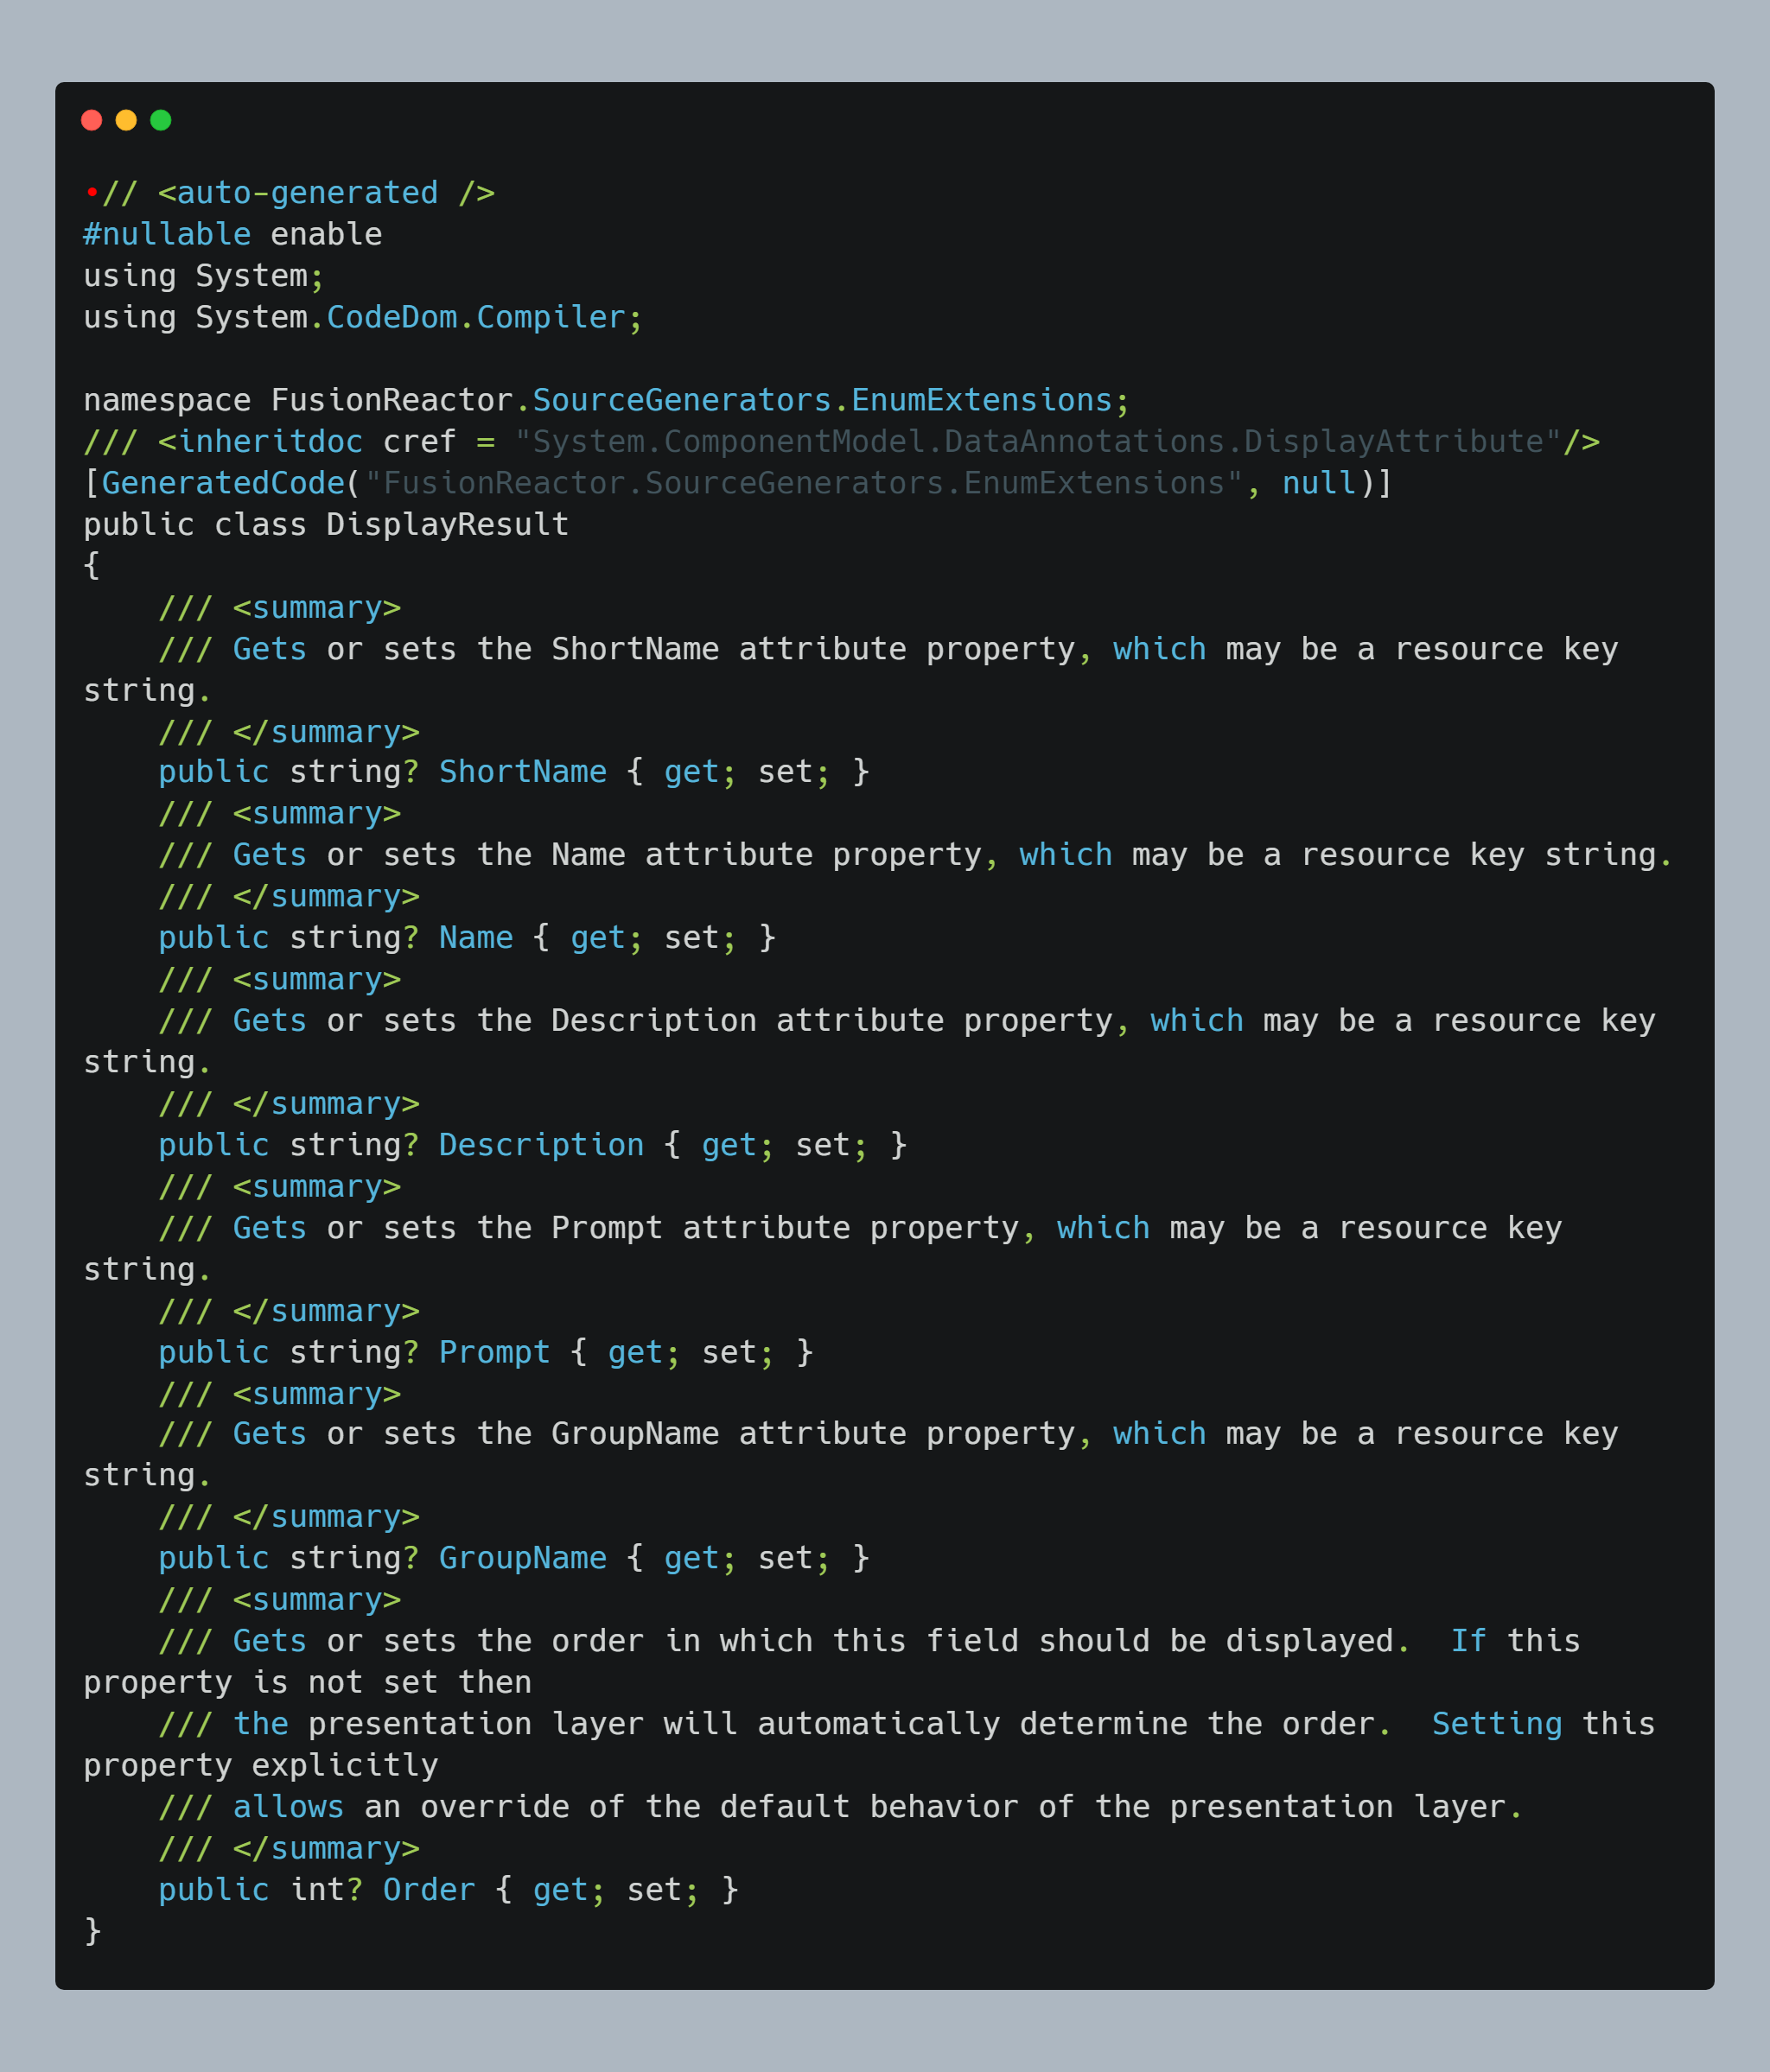 •// <auto-generated />
#nullable enable
using System;
using System.CodeDom.Compiler;

namespace FusionReactor.SourceGenerators.EnumExtensions;
/// <inheritdoc cref = "System.ComponentModel.DataAnnotations.DisplayAttribute"/>
[GeneratedCode("FusionReactor.SourceGenerators.EnumExtensions", null)]
public class DisplayResult
{
    /// <summary>
    /// Gets or sets the ShortName attribute property, which may be a resource key
string.
    /// </summary>
    public string? ShortName { get; set; }
    /// <summary>
    /// Gets or sets the Name attribute property, which may be a resource key string.
    /// </summary>
    public string? Name { get; set; }
    /// <summary>
    /// Gets or sets the Description attribute property, which may be a resource key
string.
    /// </summary>
    public string? Description { get; set; }
    /// <summary>
    /// Gets or sets the Prompt attribute property, which may be a resource key
string.
    /// </summary>
    public string? Prompt { get; set; }
    /// <summary>
    /// Gets or sets the GroupName attribute property, which may be a resource key
string.
    /// </summary>
    public string? GroupName { get; set; }
    /// <summary>
    /// Gets or sets the order in which this field should be displayed.  If this
property is not set then
    /// the presentation layer will automatically determine the order.  Setting this
property explicitly
    /// allows an override of the default behavior of the presentation layer.
    /// </summary>
    public int? Order { get; set; }
}